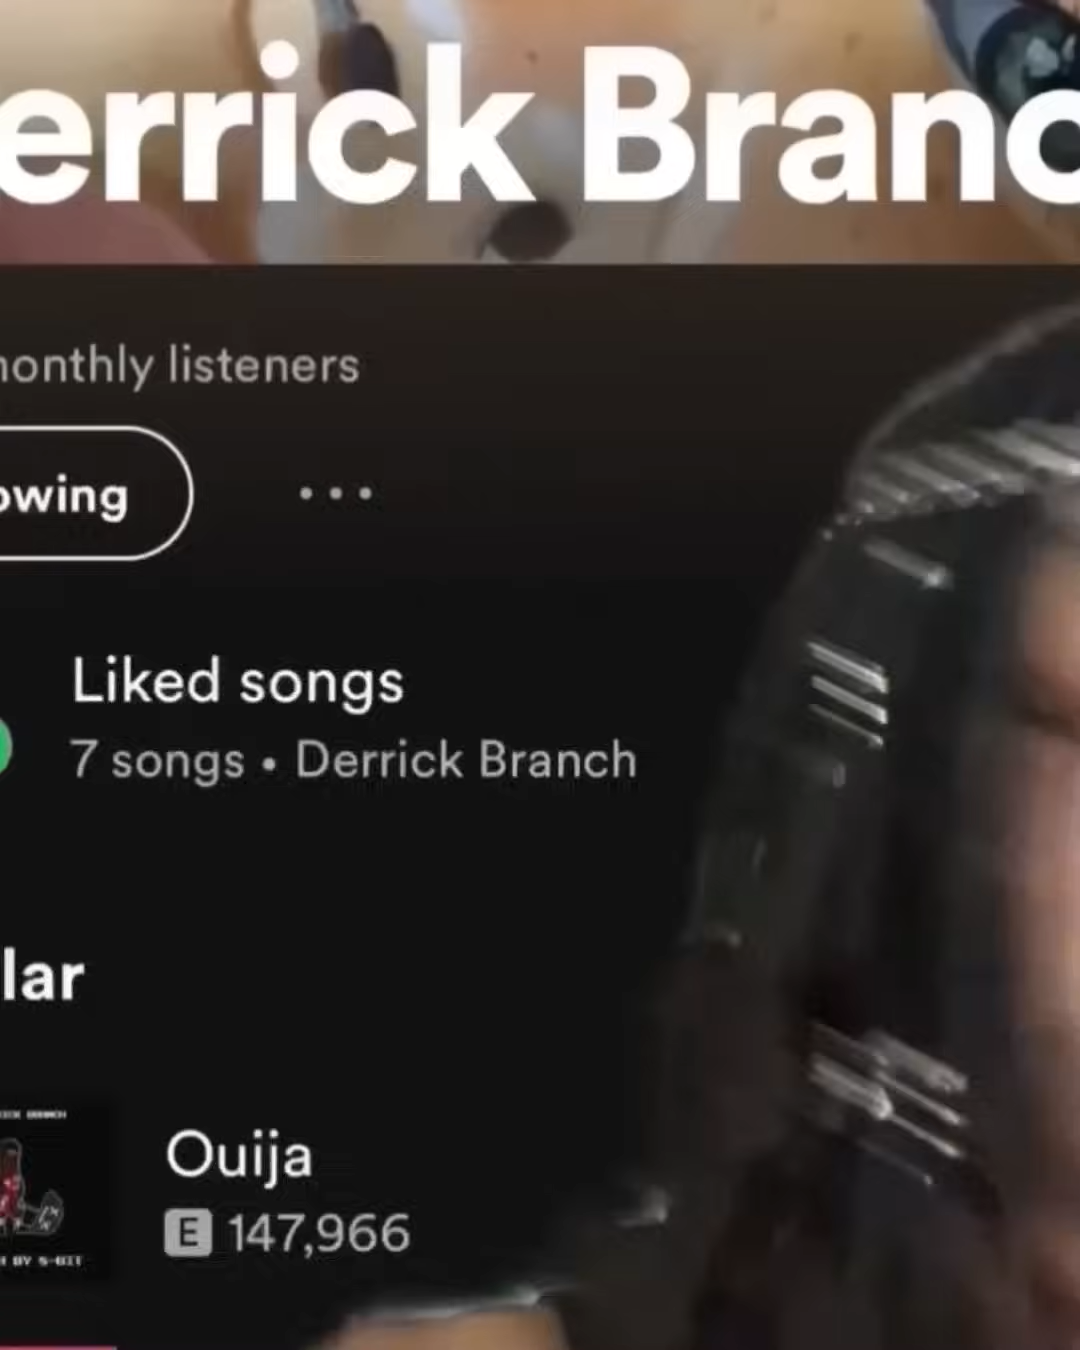 errick Branc
onthly listeners
owing
Liked songs
7 songs • Derrick Branch
lar
Ouija
E 147,966